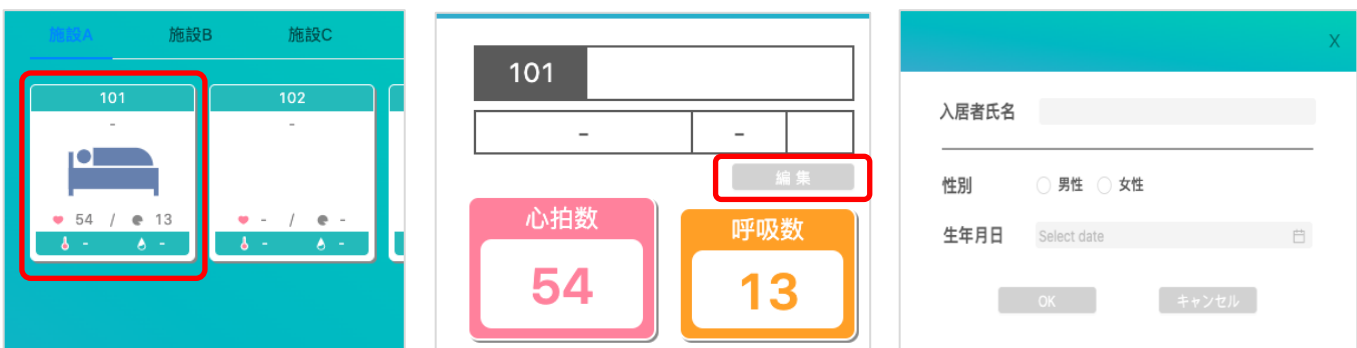 施設A 施設B 施設C
101 102
- -
54 / 13 - / -
- - - -
101
- -
編集
心拍数 呼吸数
54 13
X
入居者氏名
性別 男性 女性
生年月日 Select date
OK キャンセル